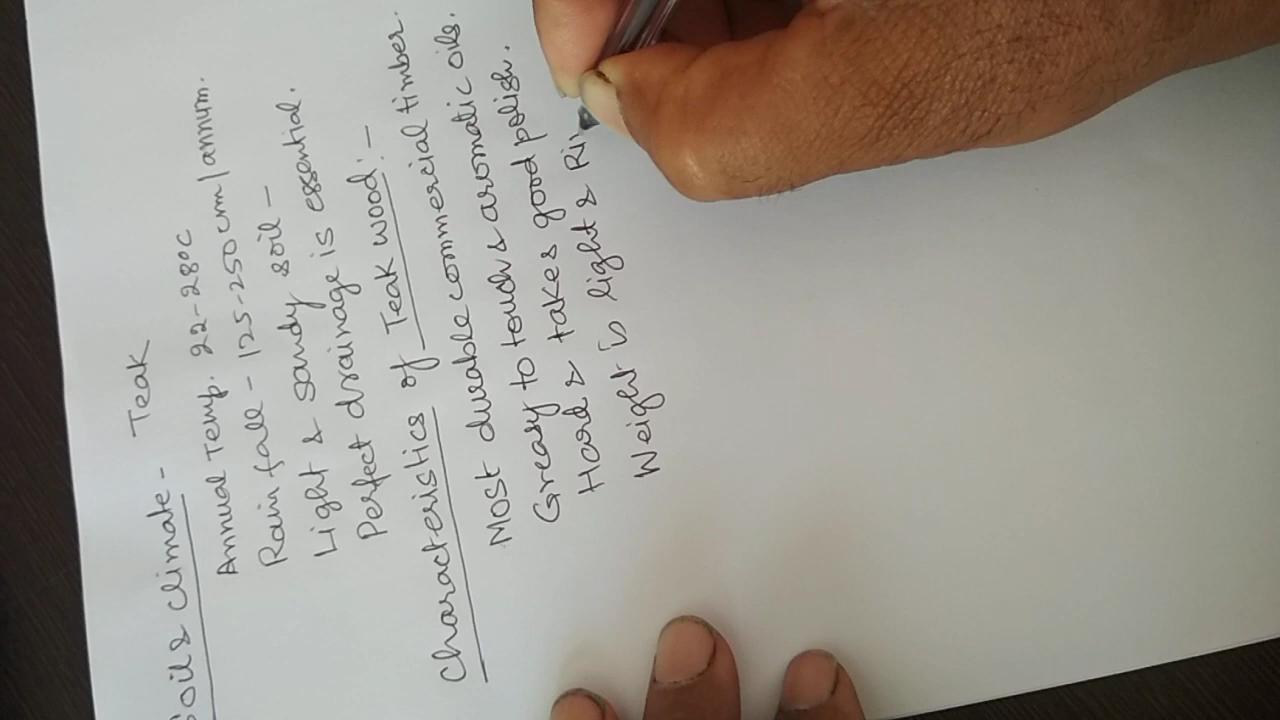 Soil & climate - Teak
Annual Temp. 22-28°C
Rain fall - 125-250 cm/annum.
Light & sandy soil -
Perfect drainage is essential.
Characteristics of Teak wood:-
Most durable commercial timber.
Greasy to touch & aromatic oils.
Hard & takes good polish.
Weight is light & Ri